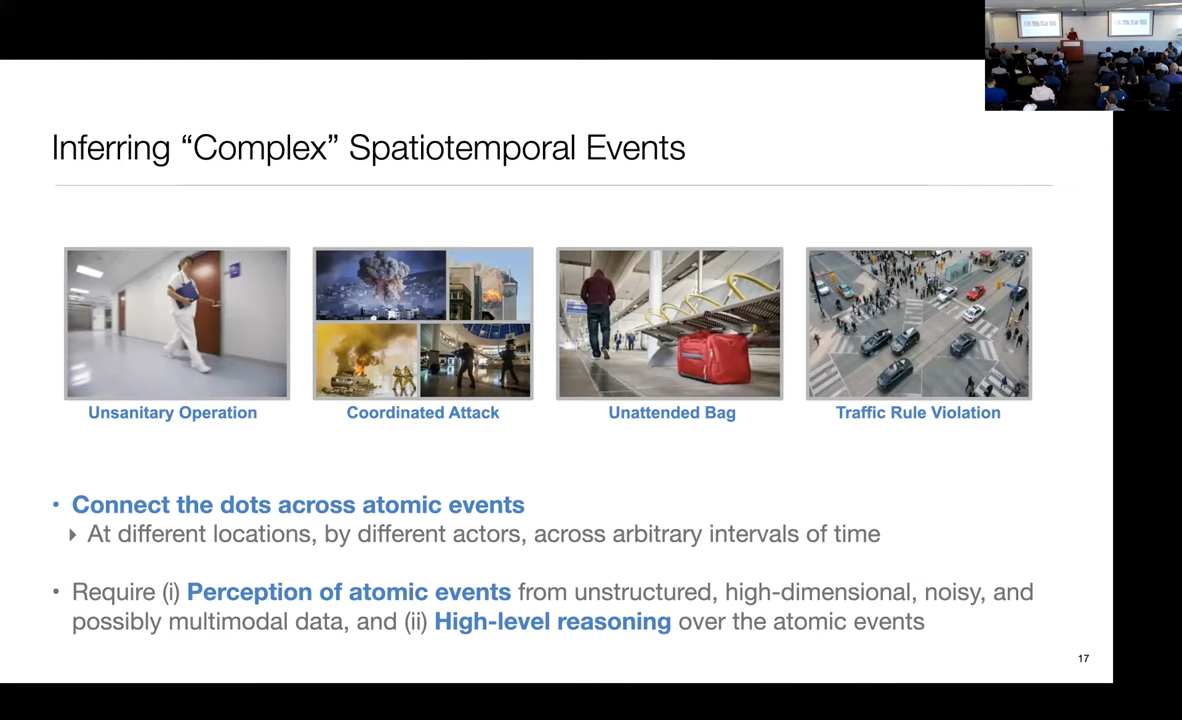 Inferring “Complex” Spatiotemporal Events
Unsanitary Operation
Coordinated Attack
Unattended Bag
Traffic Rule Violation
• Connect the dots across atomic events
‣ At different locations, by different actors, across arbitrary intervals of time
• Require (i) Perception of atomic events from unstructured, high-dimensional, noisy, and
possibly multimodal data, and (ii) High-level reasoning over the atomic events
17